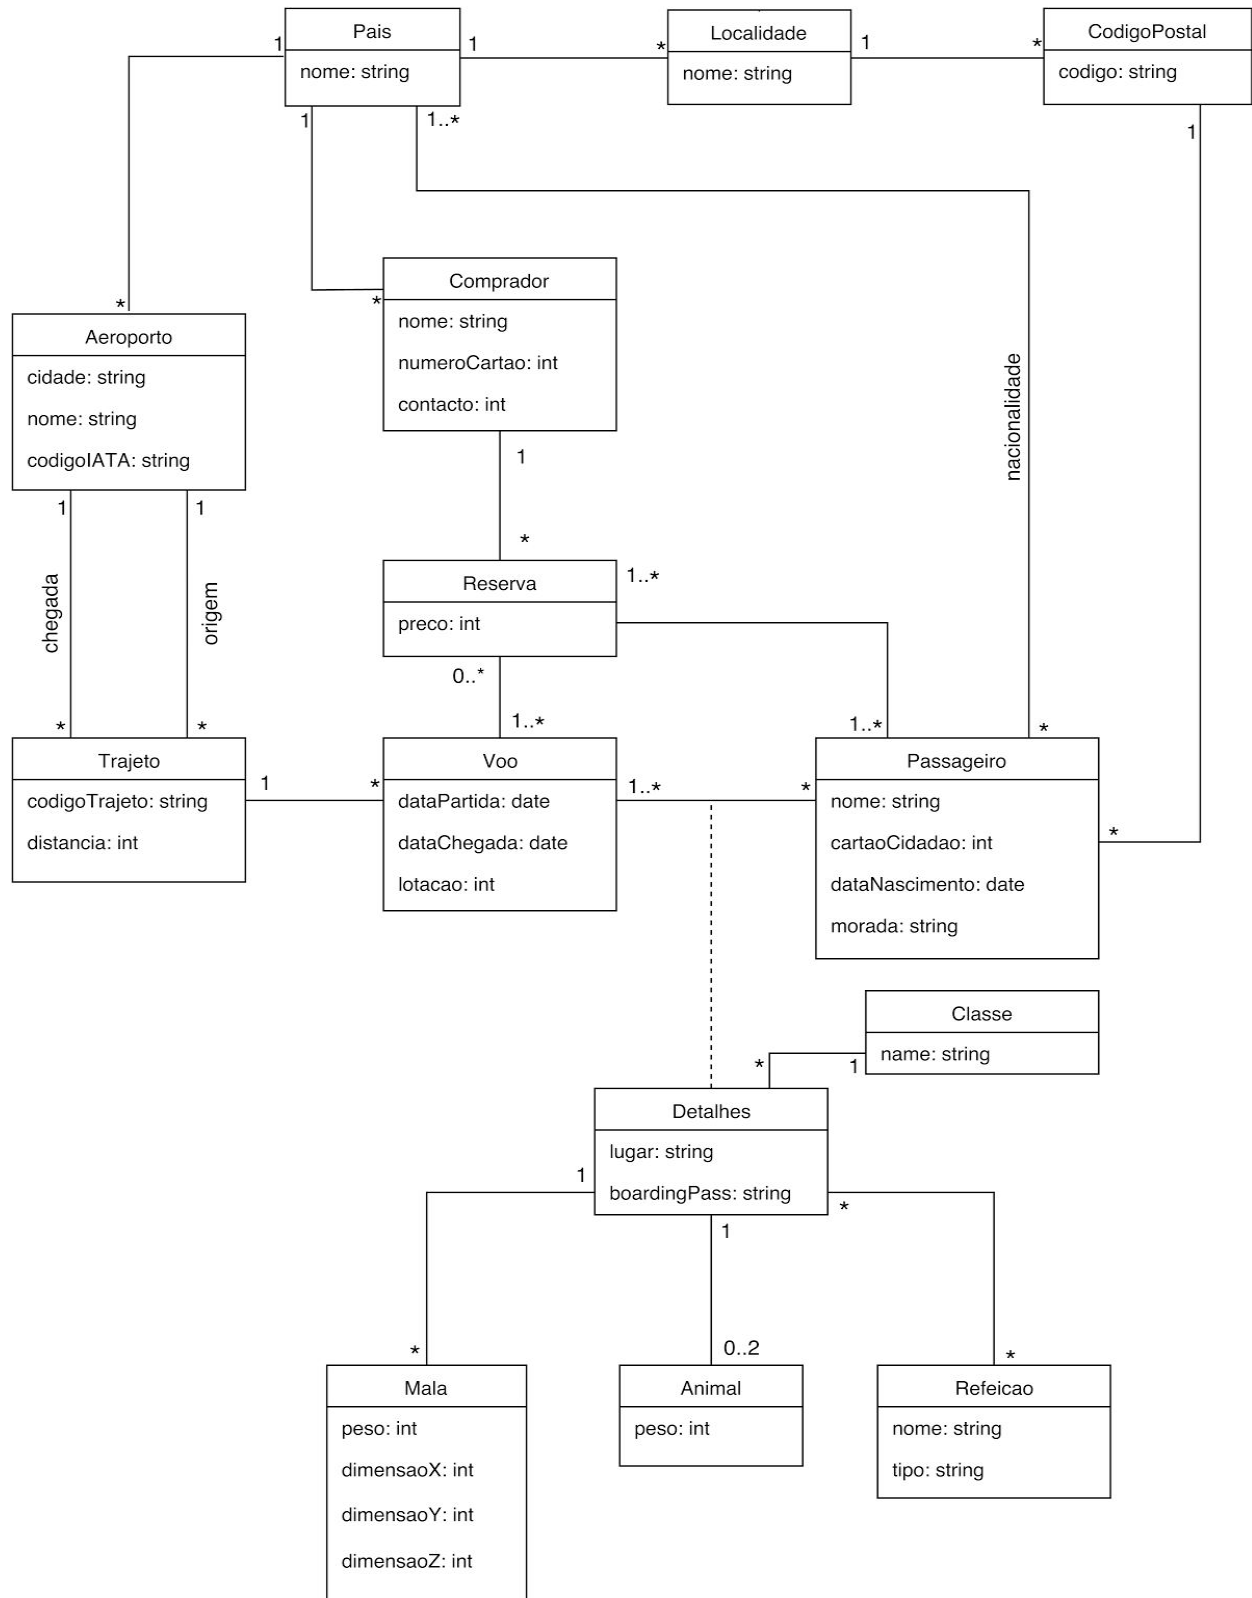 Pais
nome: string
Localidade
nome: string
CodigoPostal
codigo: string
1
1
*
1
*
1
1..*
1
Comprador
nome: string
numeroCartao: int
contacto: int
*
*
Aeroporto
cidade: string
nome: string
codigoIATA: string
nacionalidade
1
1
1
*
chegada
origem
Reserva
preco: int
1..*
0..*
1..*
1..*
*
*
*
Trajeto
codigoTrajeto: string
distancia: int
1
*
Voo
dataPartida: date
dataChegada: date
lotacao: int
1..*
*
Passageiro
nome: string
cartaoCidadao: int
dataNascimento: date
morada: string
*
Classe
name: string
*
1
Detalhes
lugar: string
boardingPass: string
1
1
*
*
0..2
*
Mala
peso: int
dimensaoX: int
dimensaoY: int
dimensaoZ: int
Animal
peso: int
Refeicao
nome: string
tipo: string